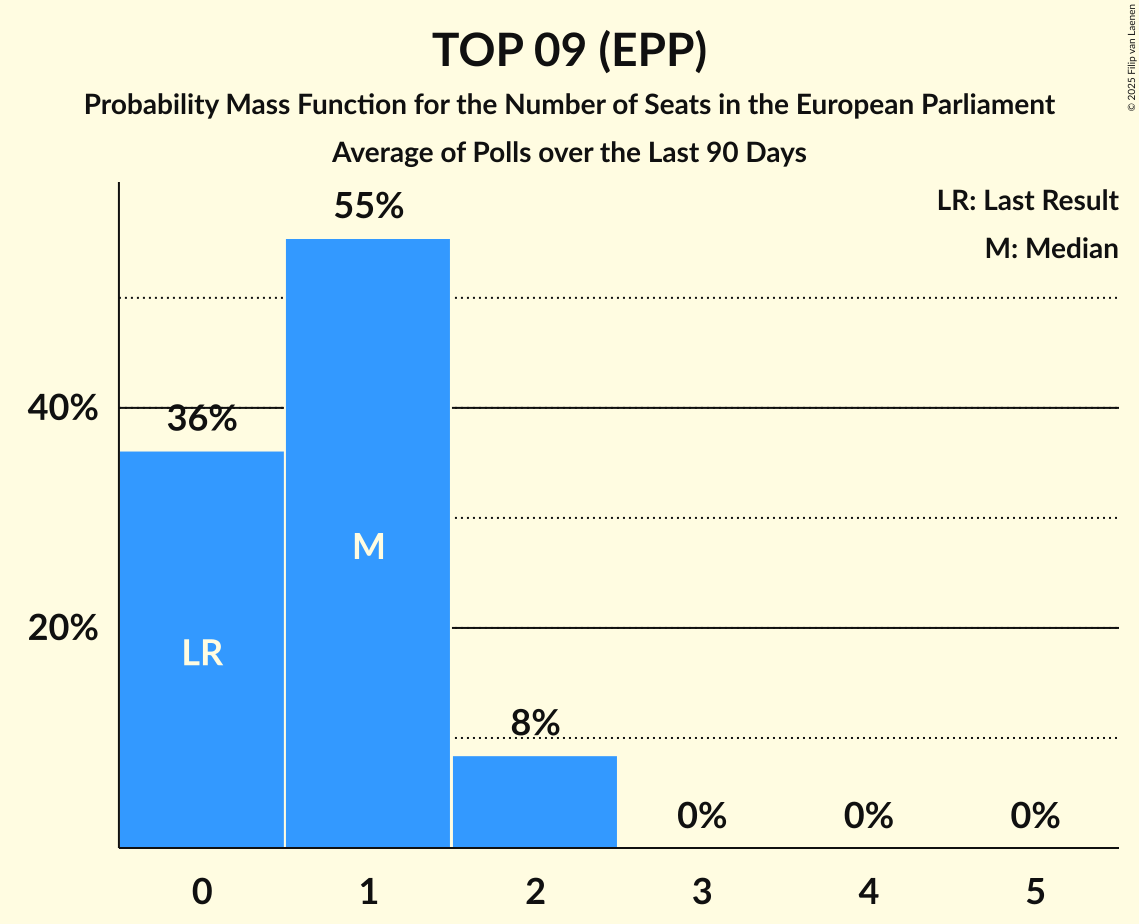 TOP 09 (EPP)
Probability Mass Function for the Number of Seats in the European Parliament
Average of Polls over the Last 90 Days
© 2025 Filip van Laenen
LR: Last Result
M: Median
55%
40%
36%
M
20%
LR
8%
0% 0% 0%
0 1 2 3 4 5